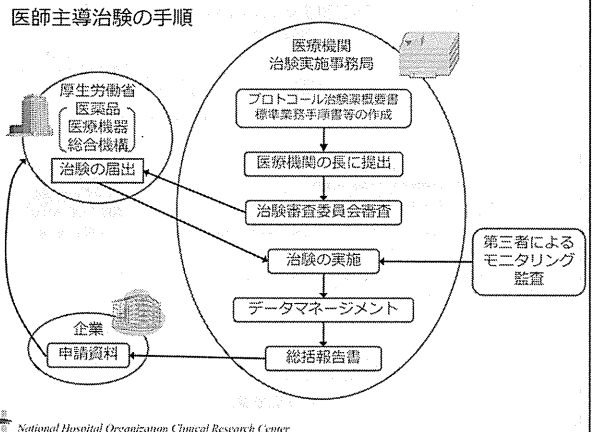 医師主導治験の手順
医療機関
治験実施事務局
プロトコール治験薬概要書
標準業務手順書等の作成
医療機関の長に提出
治験審査委員会審査
治験の実施
データマネージメント
総括報告書
厚生労働省
医薬品
医療機器
総合機構
治験の届出
第三者による
モニタリング
監査
企業
申請資料
National Hospital Organization Clinical Research Center